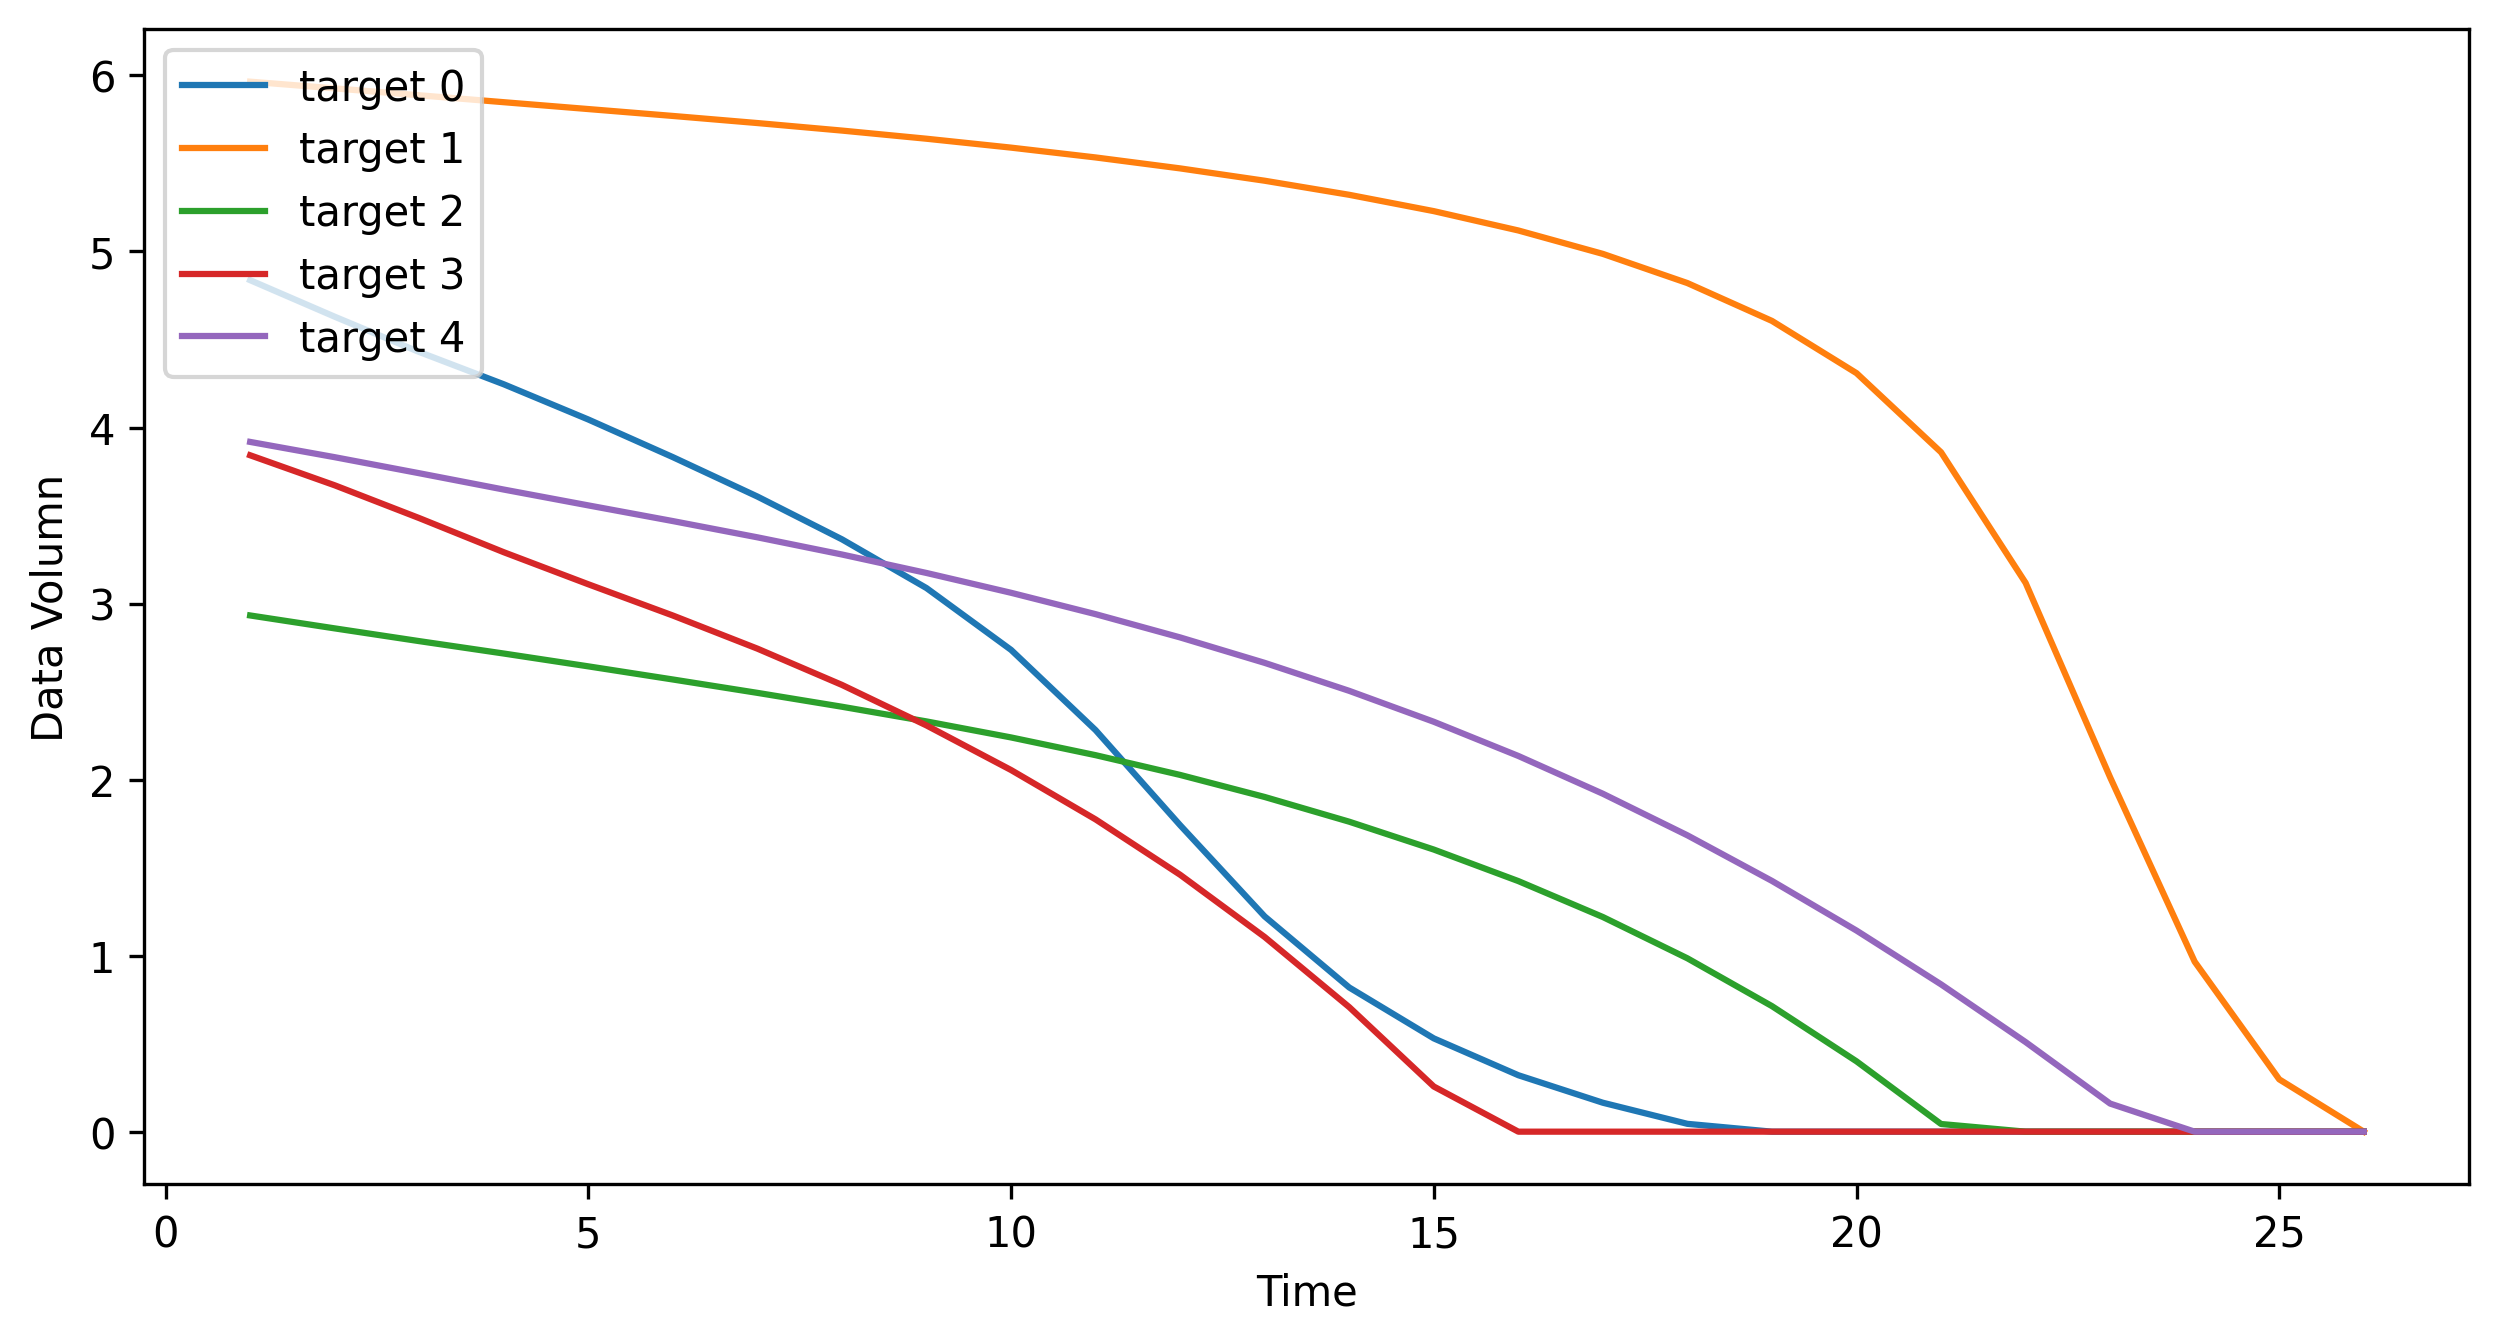 target 0
target 1
target 2
target 3
target 4
6
5
4
3
2
1
0
Data Volumn
0 5 10 15 20 25
Time